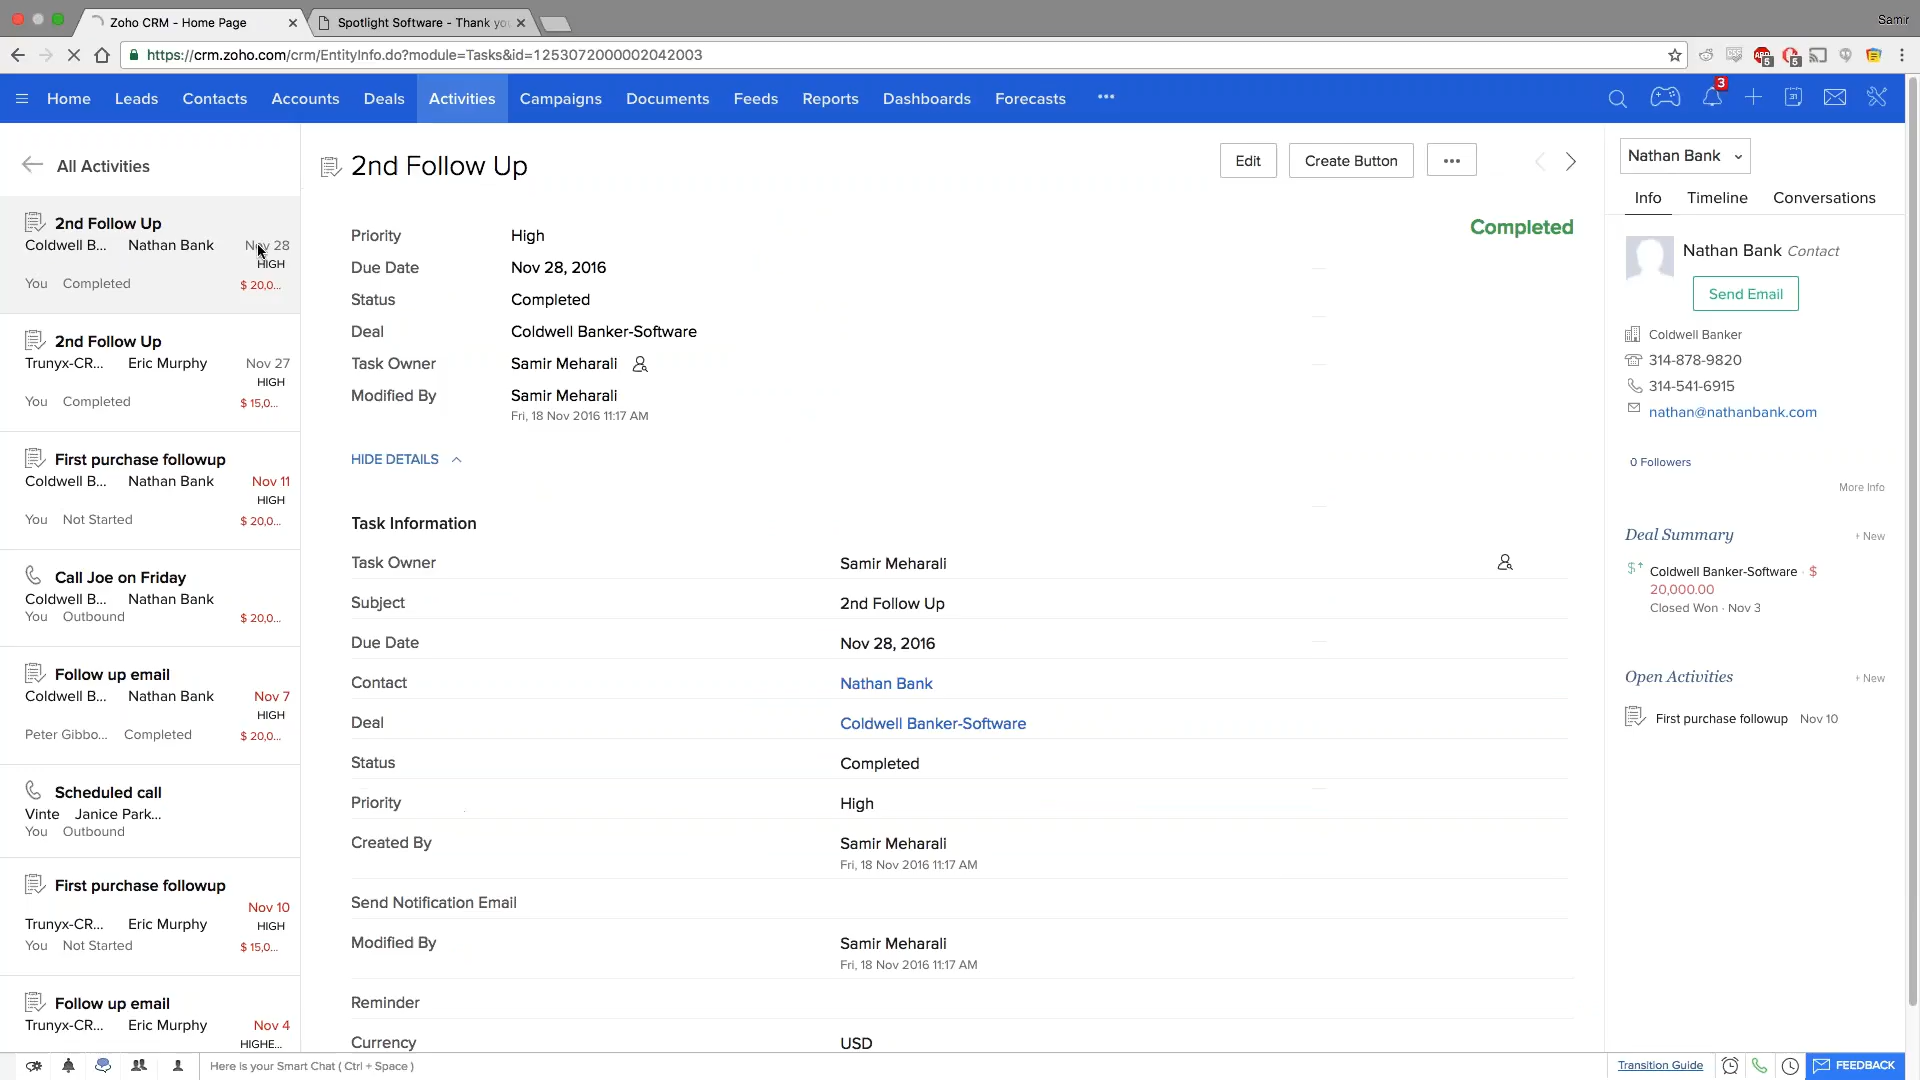 Zoho CRM - Home Page
Spotlight Software - Thank you
Samir
https://crm.zoho.com/crm/EntityInfo.do?module=Tasks&id=1253072000002042003
5
5
Home Leads Contacts Accounts Deals Activities Campaigns Documents Feeds Reports Dashboards Forecasts •••
3
31
All Activities
2nd Follow Up
Coldwell B... Nathan Bank Nov 28
HIGH
You Completed $ 20,0...
2nd Follow Up
Trunyx-CR... Eric Murphy Nov 27
HIGH
You Completed $ 15,0...
First purchase followup
Coldwell B... Nathan Bank Nov 11
HIGH
You Not Started $ 20,0...
Call Joe on Friday
Coldwell B... Nathan Bank
You Outbound $ 20,0...
Follow up email
Coldwell B... Nathan Bank Nov 7
HIGH
Peter Gibbo... Completed $ 20,0...
Scheduled call
Vinte Janice Park...
You Outbound
First purchase followup
Nov 10
Trunyx-CR... Eric Murphy HIGH
You Not Started $ 15,0...
Follow up email
Trunyx-CR... Eric Murphy Nov 4
HIGHE...
2nd Follow Up
Edit Create Button •••
Completed
Priority High
Due Date Nov 28, 2016
Status Completed
Deal Coldwell Banker-Software
Task Owner Samir Meharali
Modified By Samir Meharali
Fri, 18 Nov 2016 11:17 AM
HIDE DETAILS
Task Information
Task Owner Samir Meharali
Subject 2nd Follow Up
Due Date Nov 28, 2016
Contact Nathan Bank
Deal Coldwell Banker-Software
Status Completed
Priority High
Created By Samir Meharali
Fri, 18 Nov 2016 11:17 AM
Send Notification Email
Modified By Samir Meharali
Fri, 18 Nov 2016 11:17 AM
Reminder
Currency USD
Nathan Bank
Info Timeline Conversations
Nathan Bank Contact
Send Email
Coldwell Banker
314-878-9820
314-541-6915
nathan@nathanbank.com
0 Followers
More Info
Deal Summary + New
Coldwell Banker-Software · $
20,000.00
Closed Won · Nov 3
Open Activities + New
First purchase followup Nov 10
Here is your Smart Chat ( Ctrl + Space )
Transition Guide
FEEDBACK